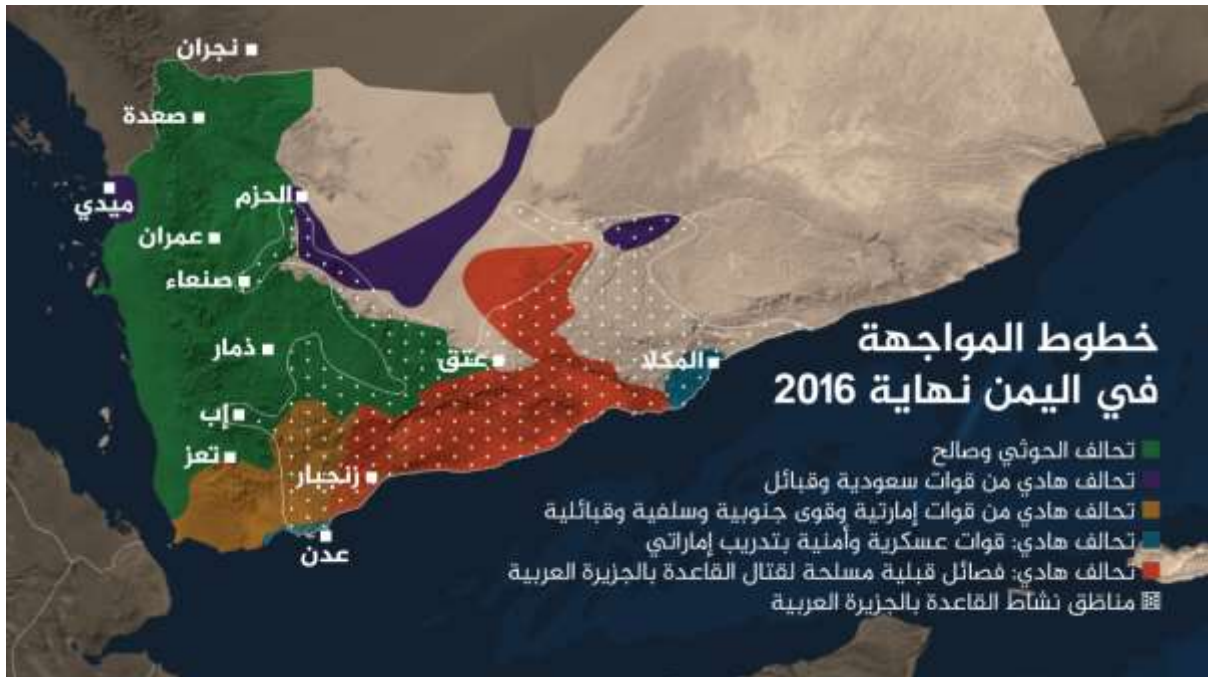 نجران
صعدة
ميدي
الحزم
عمران
صنعاء
ذمار
عتق
المكلا
إب
تعز
زنجبار
عدن
خطوط المواجهة
في اليمن نهاية 2016
تحالف الحوثي وصالح
تحالف هادي من قوات سعودية وقبائل
تحالف هادي من قوات إمارتية وقوى جنوبية وسلفية وقبائلية
تحالف هادي: قوات عسكرية وأمنية بتدريب إماراتي
تحالف هادي: فصائل قبلية مسلحة لقتال القاعدة بالجزيرة العربية
مناطق نشاط القاعدة بالجزيرة العربية